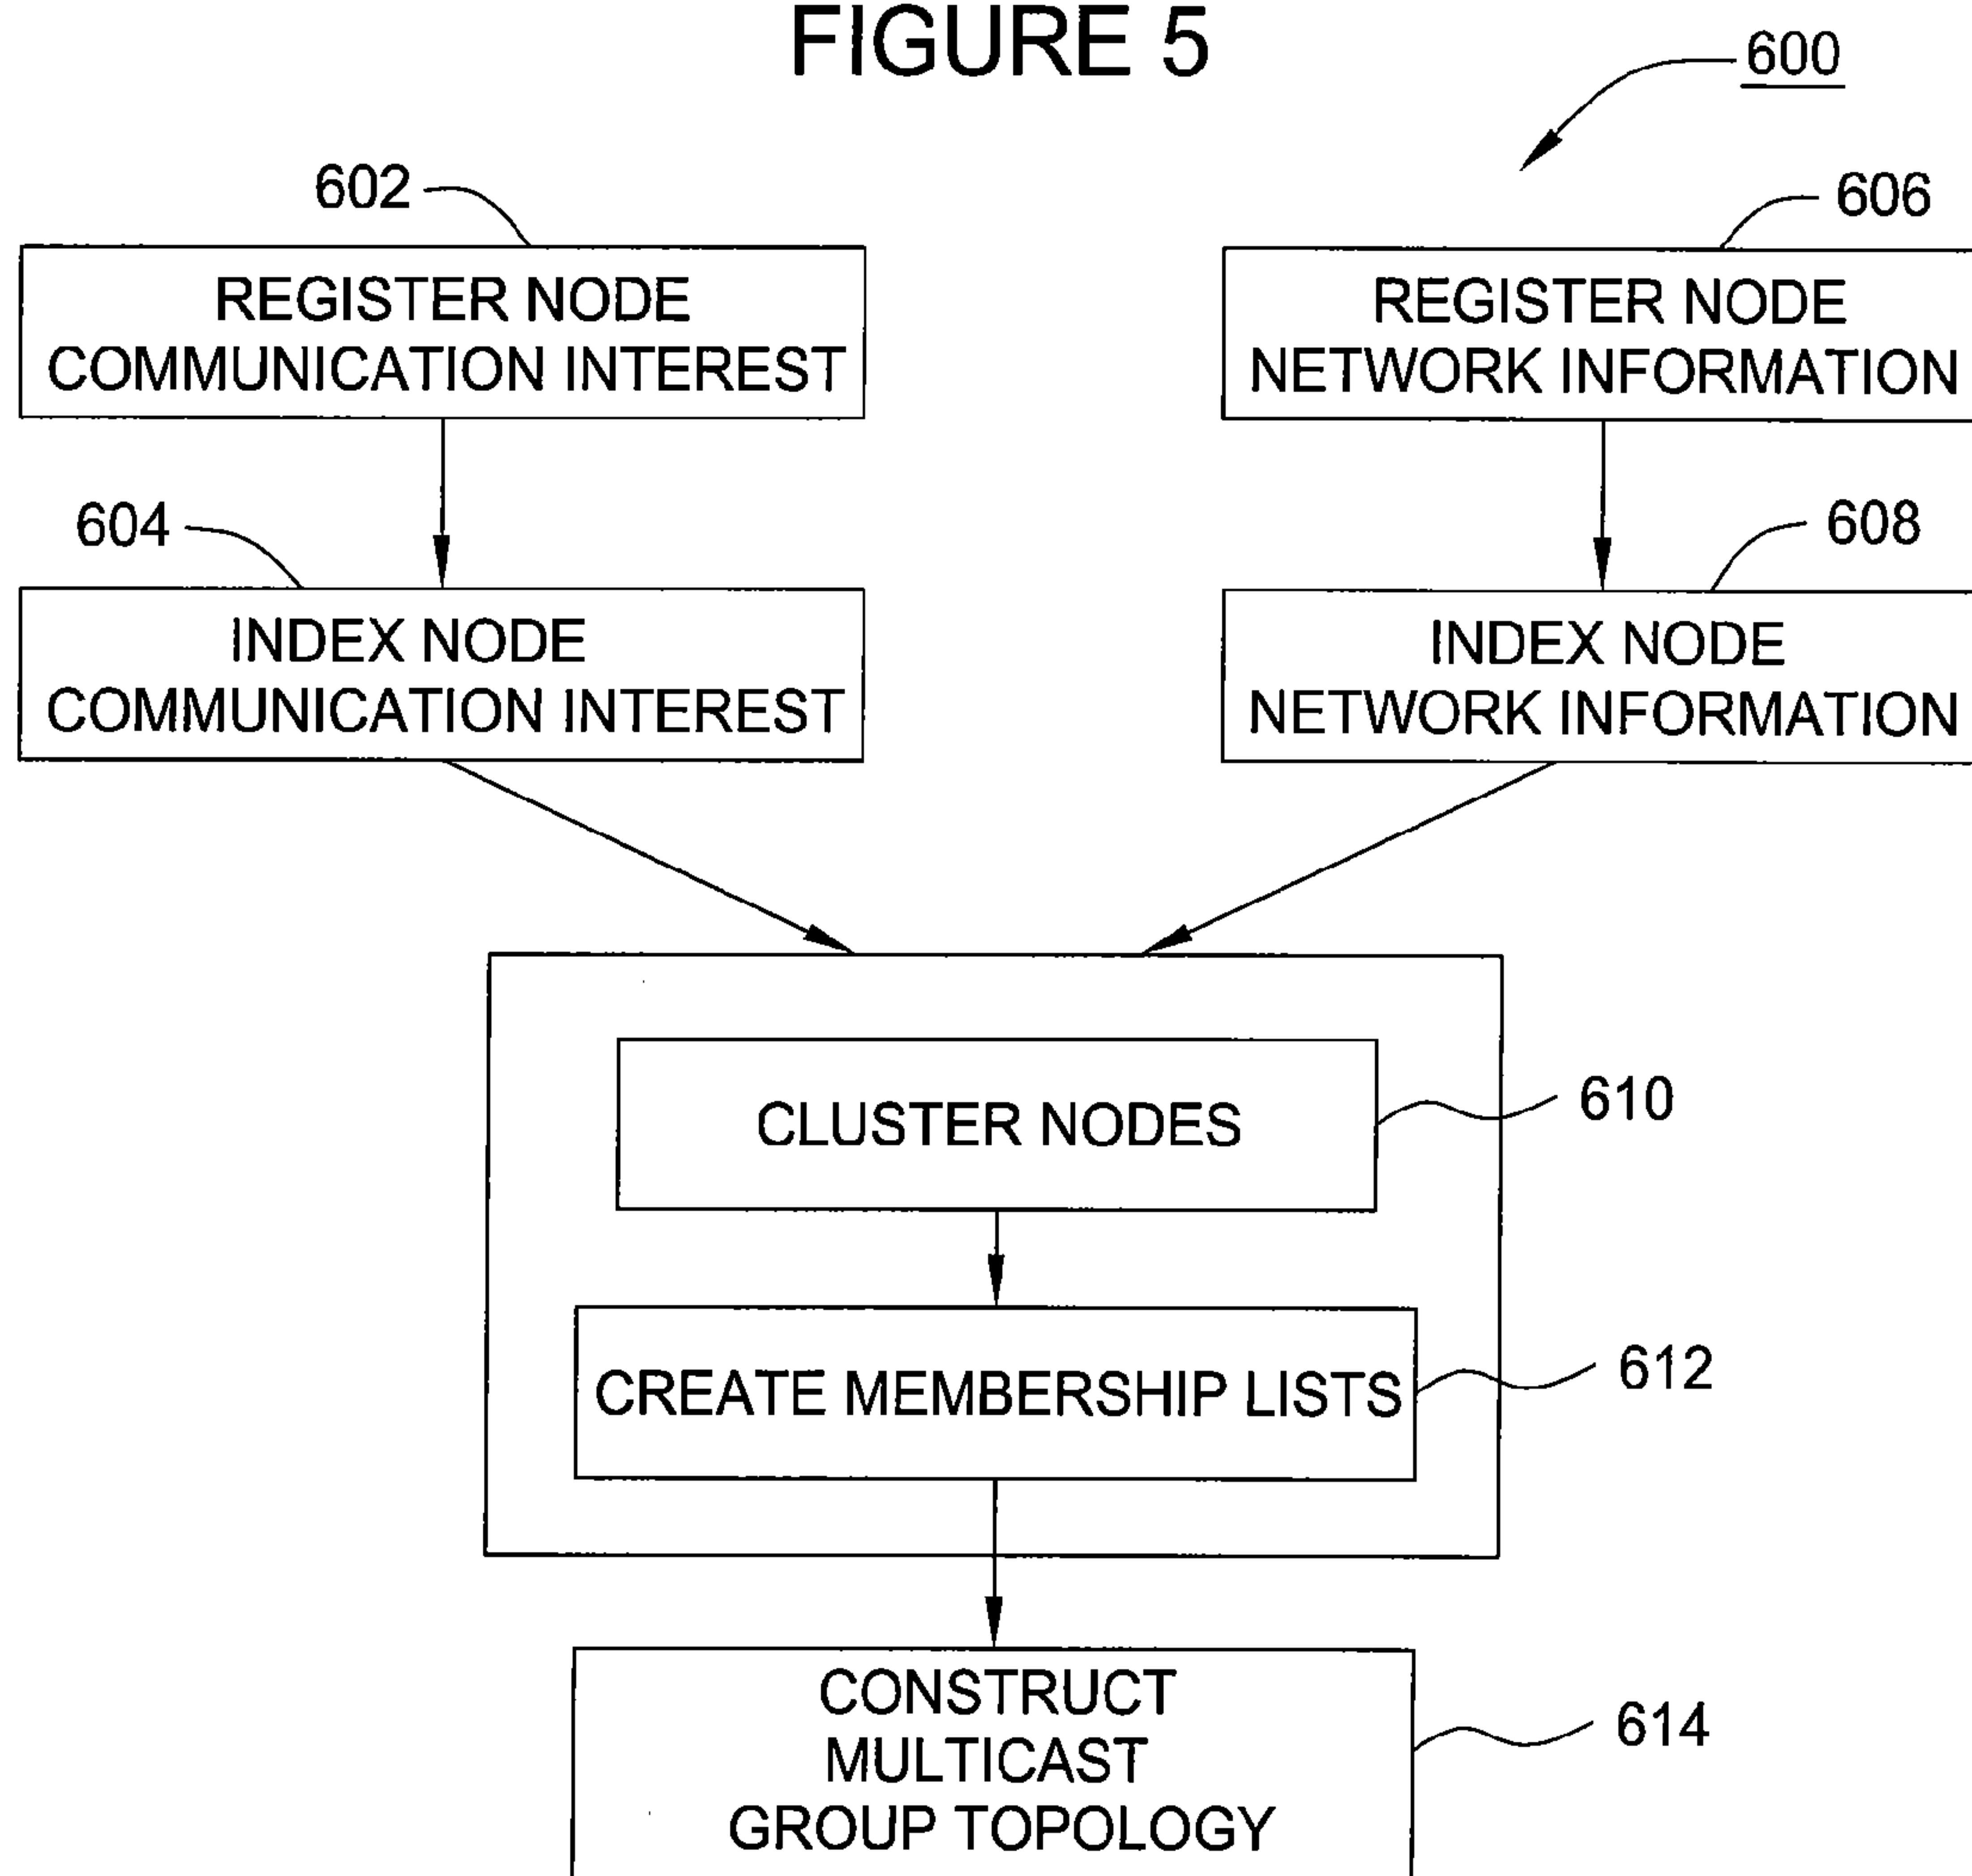 FIGURE 5
600
602
606
REGISTER NODE
COMMUNICATION INTEREST
REGISTER NODE
NETWORK INFORMATION
604
608
INDEX NODE
COMMUNICATION INTEREST
INDEX NODE
NETWORK INFORMATION
CLUSTER NODES
610
CREATE MEMBERSHIP LISTS
612
CONSTRUCT
MULTICAST
GROUP TOPOLOGY
614